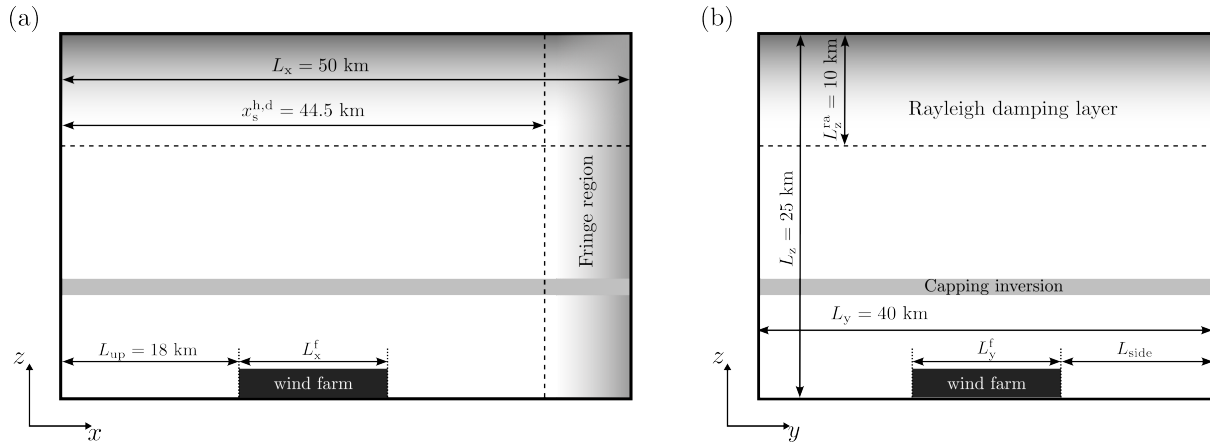 (a)
L_x = 50 km
x_s^{h,d} = 44.5 km
Fringe region
L_up = 18 km
L_x^f
wind farm
z
x
(b)
L_z^{ra} = 10 km
Rayleigh damping layer
L_z = 25 km
Capping inversion
L_y = 40 km
L_y^f
L_side
wind farm
z
y